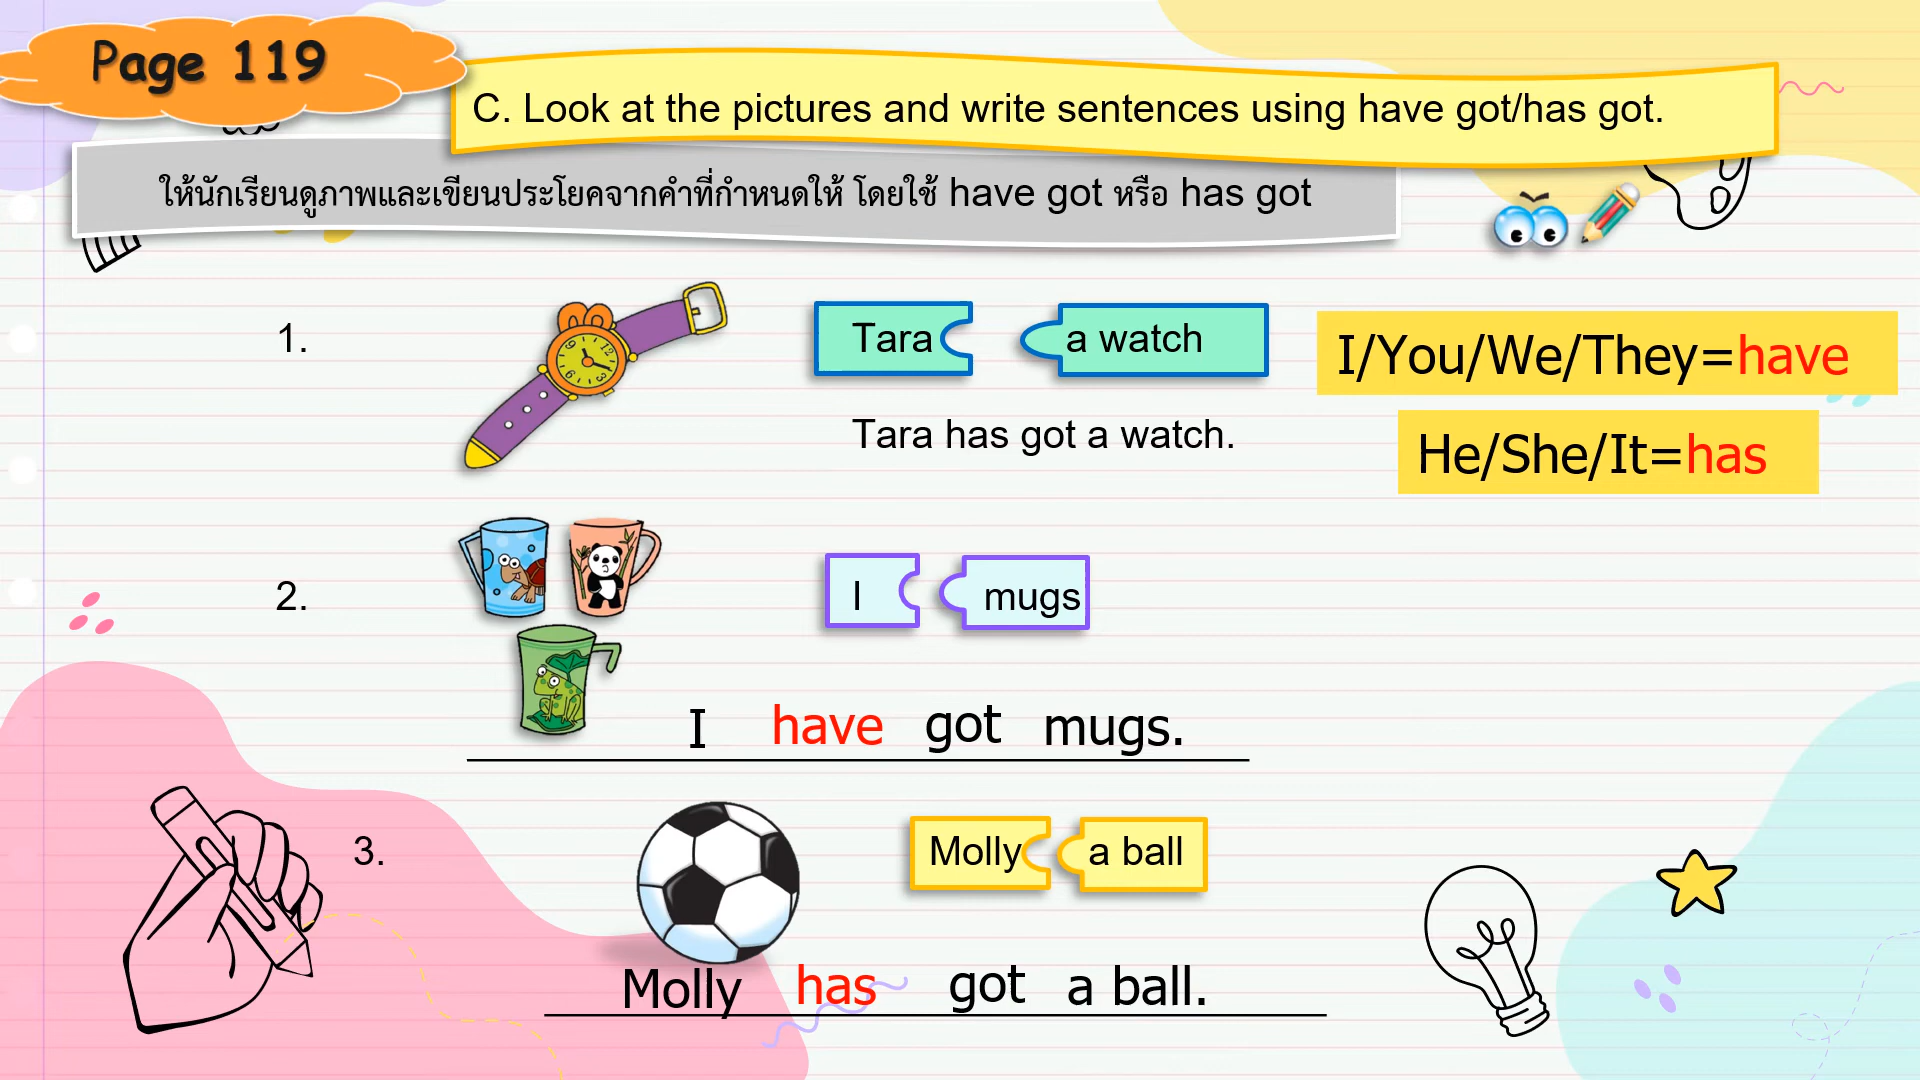 Page 119
C. Look at the pictures and write sentences using have got/has got.
ให้นักเรียนดูภาพและเขียนประโยคจากคำที่กำหนดให้ โดยใช้ have got หรือ has got
1.
Tara a watch
I/You/We/They=have
Tara has got a watch.
He/She/It=has
2.
I mugs
I have got mugs.
3.
Molly a ball
Molly has got a ball.